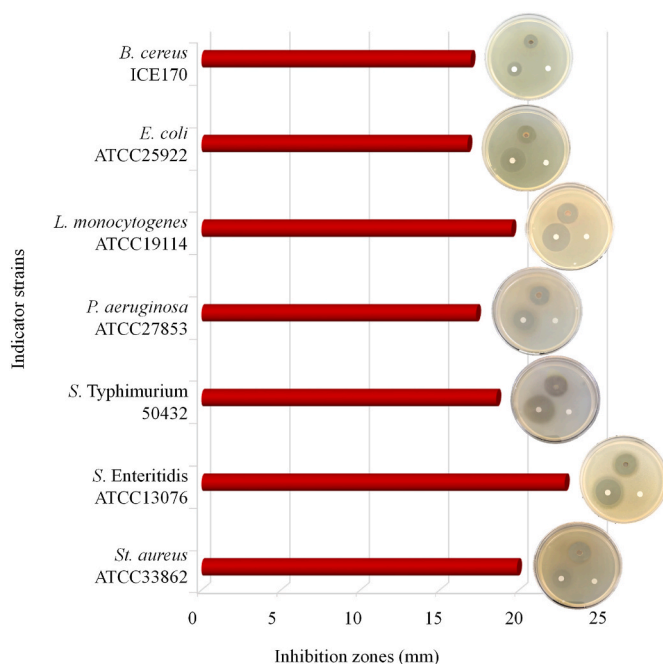 Indicator strains
B. cereus
ICE170
E. coli
ATCC25922
L. monocytogenes
ATCC19114
P. aeruginosa
ATCC27853
S. Typhimurium
50432
S. Enteritidis
ATCC13076
St. aureus
ATCC33862
0 5 10 15 20 25
Inhibition zones (mm)